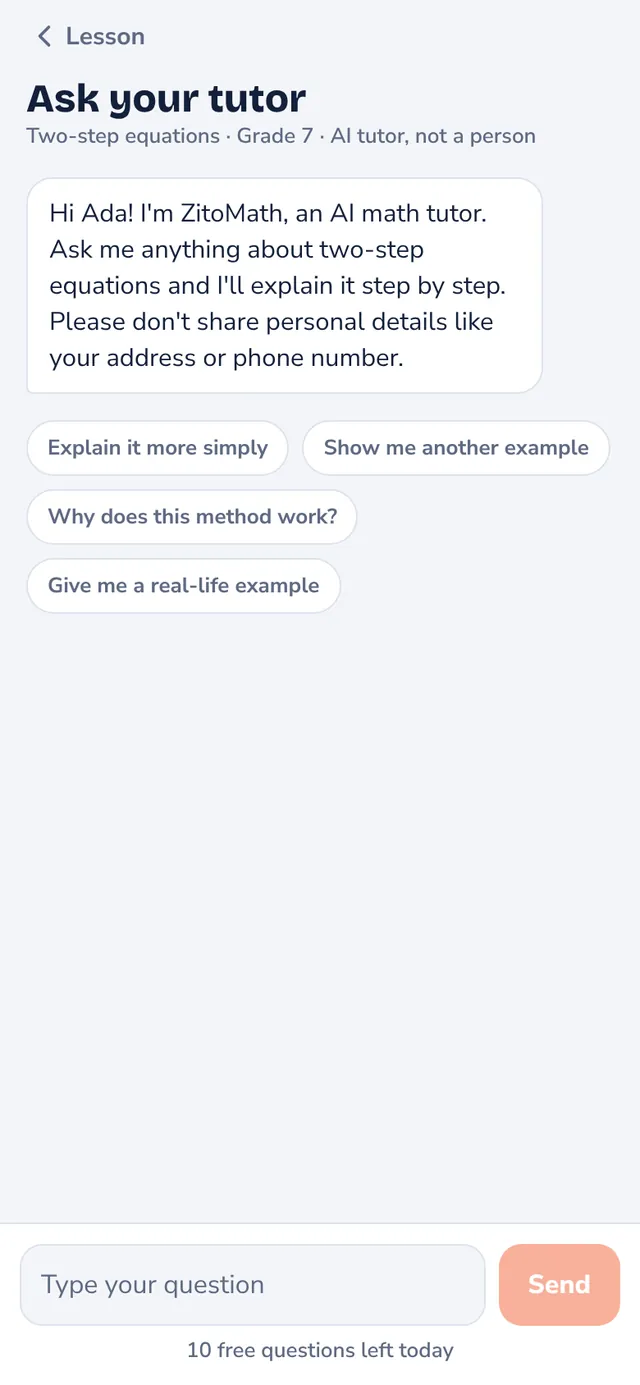 Lesson
Ask your tutor
Two-step equations · Grade 7 · AI tutor, not a person
Hi Ada! I'm ZitoMath, an AI math tutor.
Ask me anything about two-step
equations and I'll explain it step by step.
Please don't share personal details like
your address or phone number.
Explain it more simply
Show me another example
Why does this method work?
Give me a real-life example
Type your question
Send
10 free questions left today